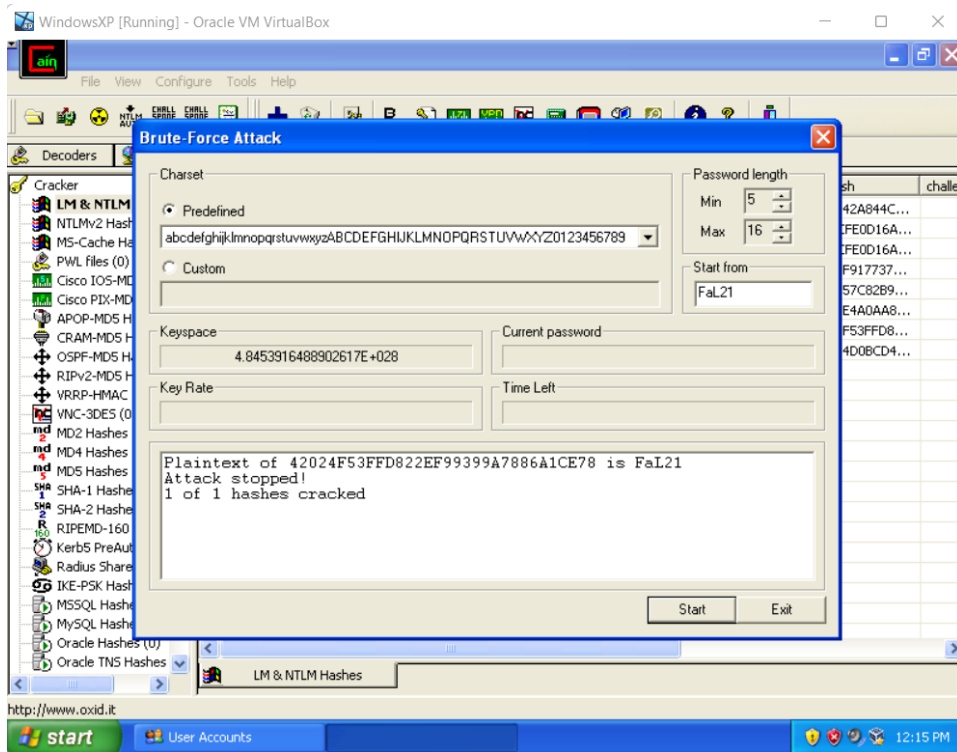 WindowsXP [Running] - Oracle VM VirtualBox
aín
File View Configure Tools Help
Decoders
Brute-Force Attack
Cracker
LM & NTLM
NTLMv2 Hash
MS-Cache Ha
PWL files (0)
Cisco IOS-MD
Cisco PIX-MD
APOP-MD5 H
CRAM-MD5 H
OSPF-MD5 H
RIPv2-MD5 H
VRRP-HMAC
VNC-3DES (0
MD2 Hashes
MD4 Hashes
MD5 Hashes
SHA-1 Hashe
SHA-2 Hashe
RIPEMD-160
Kerb5 PreAut
Radius Share
IKE-PSK Hash
MSSQL Hashe
MySQL Hashe
Oracle Hashes (0)
Oracle TNS Hashes
Charset
Predefined
abcdefghijklmnopqrstuvwxyzABCDEFGHIJKLMNOPQRSTUVWXYZ0123456789
Custom
Password length
Min 5
Max 16
Start from
FaL21
Keyspace
4.8453916488902617E+028
Current password
Key Rate
Time Left
Plaintext of 42024F53FFD822EF99399A7886A1CE78 is FaL21
Attack stopped!
1 of 1 hashes cracked
Start Exit
sh challe
42A844C...
FE0D16A...
FE0D16A...
F917737...
57C82B9...
E4A0AA8...
F53FFD8...
4D0BCD4...
LM & NTLM Hashes
http://www.oxid.it
start User Accounts 12:15 PM